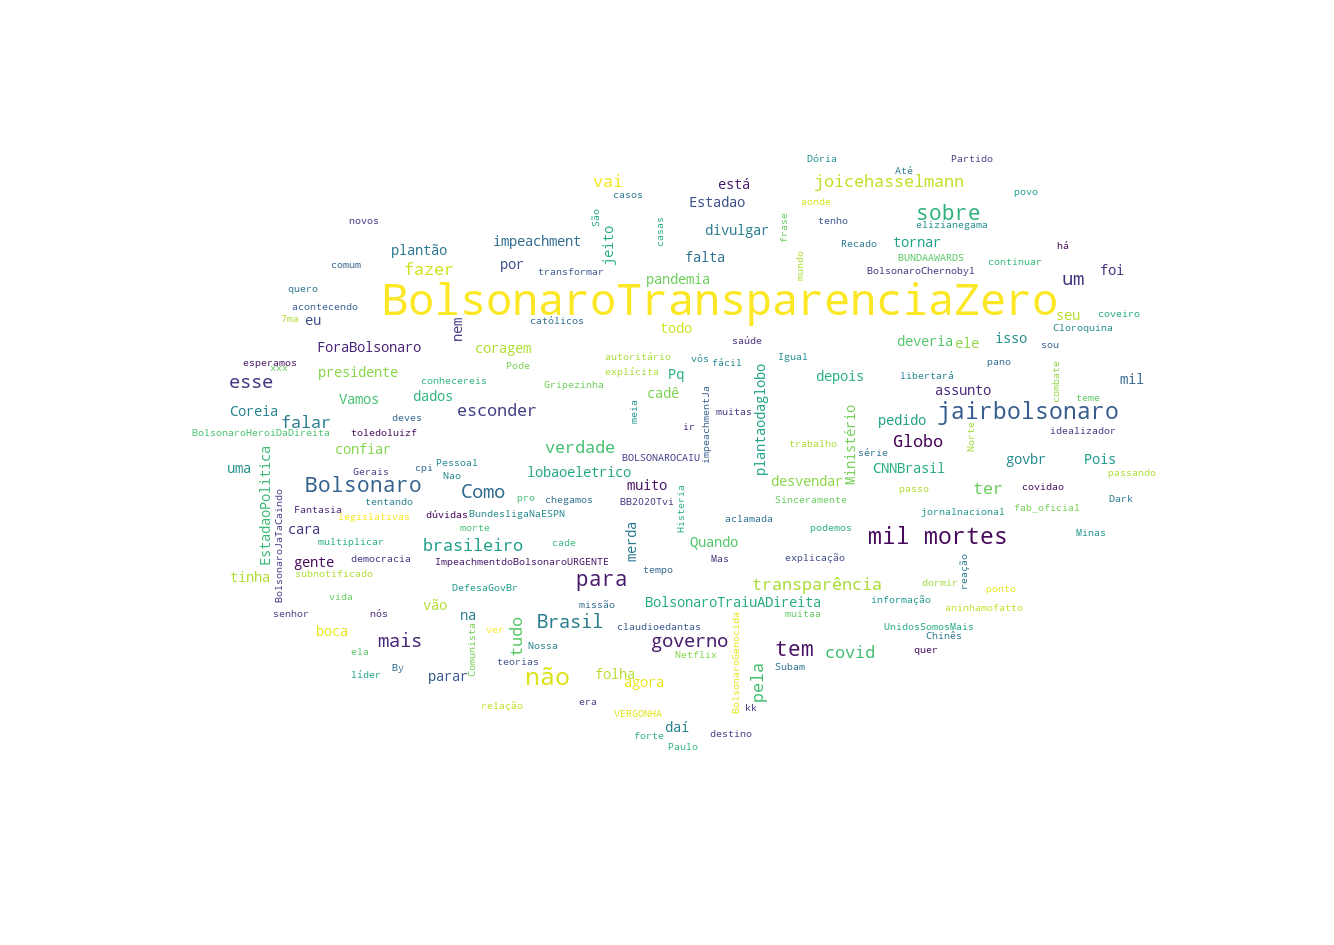 Dória
Partido
Até
vai
está
joicehasselmann
casos
povo
Estadao
aonde
São
novos
tenho
sobre
elizianegama
frase
casas
jeito
divulgar
plantão
impeachment
Recado
tornar
há
falta
BUNDAAWARDS
continuar
comum
fazer
por
transformar
mundo
BolsonaroChernobyl
um
foi
pandemia
quero
BolsonaroTransparenciaZero
acontecendo
7ma
eu
nem
católicos
todo
seu
coveiro
Cloroquina
saúde
deveria
ele
isso
sou
ForaBolsonaro
coragem
autoritário
vós
fácil
Igual
esperamos
xxx
presidente
Pode
explícita
Pq
pano
esse
conhecereis
Gripezinha
depois
libertará
combate
mil
Vamos
dados
cadê
assunto
teme
Coreia
deves
esconder
meia
muitas
jairbolsonaro
falar
ir
impeachmentJa
plantaodaglobo
pedido
BolsonaroHeroiDaDireita
toledoluizf
idealizador
confiar
verdade
trabalho
Ministério
Globo
Norte
série
BOLSONAROCAIU
govbr
Pois
uma
Gerais
cpi
Pessoal
Nao
lobaoeletrico
CNNBrasil
passando
EstadaoPolitica
Bolsonaro
Como
muito
desvendar
passo
ter
covidao
tentando
pro
chegamos
BB202OTvi
Sinceramente
Dark
Fantasia
legislativas
dúvidas
BundesligaNaESPN
Histeria
aclamada
jornalnacional
fab_oficial
BolsonaroJaTaCaindo
cara
morte
merda
podemos
mil mortes
Minas
multiplicar
brasileiro
cade
Quando
gente
democracia
ImpeachmentdoBolsonaroURGENTE
Mas
explicação
reação
tinha
subnotificado
tempo
para
transparência
dormir
ponto
vida
DefesaGovBr
missão
BolsonaroTraiuADireita
informação
aninhamofatto
senhor
nós
vão
na
muitaa
boca
ver
tudo
Brasil
claudioedantas
UnidosSomosMais
Chinês
mais
Comunista
Nossa
governo
BolsonaroGenocida
tem
covid
quer
ela
Netflix
líder
By
teorias
Subam
parar
não
folha
agora
pela
relação
era
kk
VERGONHA
daí
forte
destino
Paulo